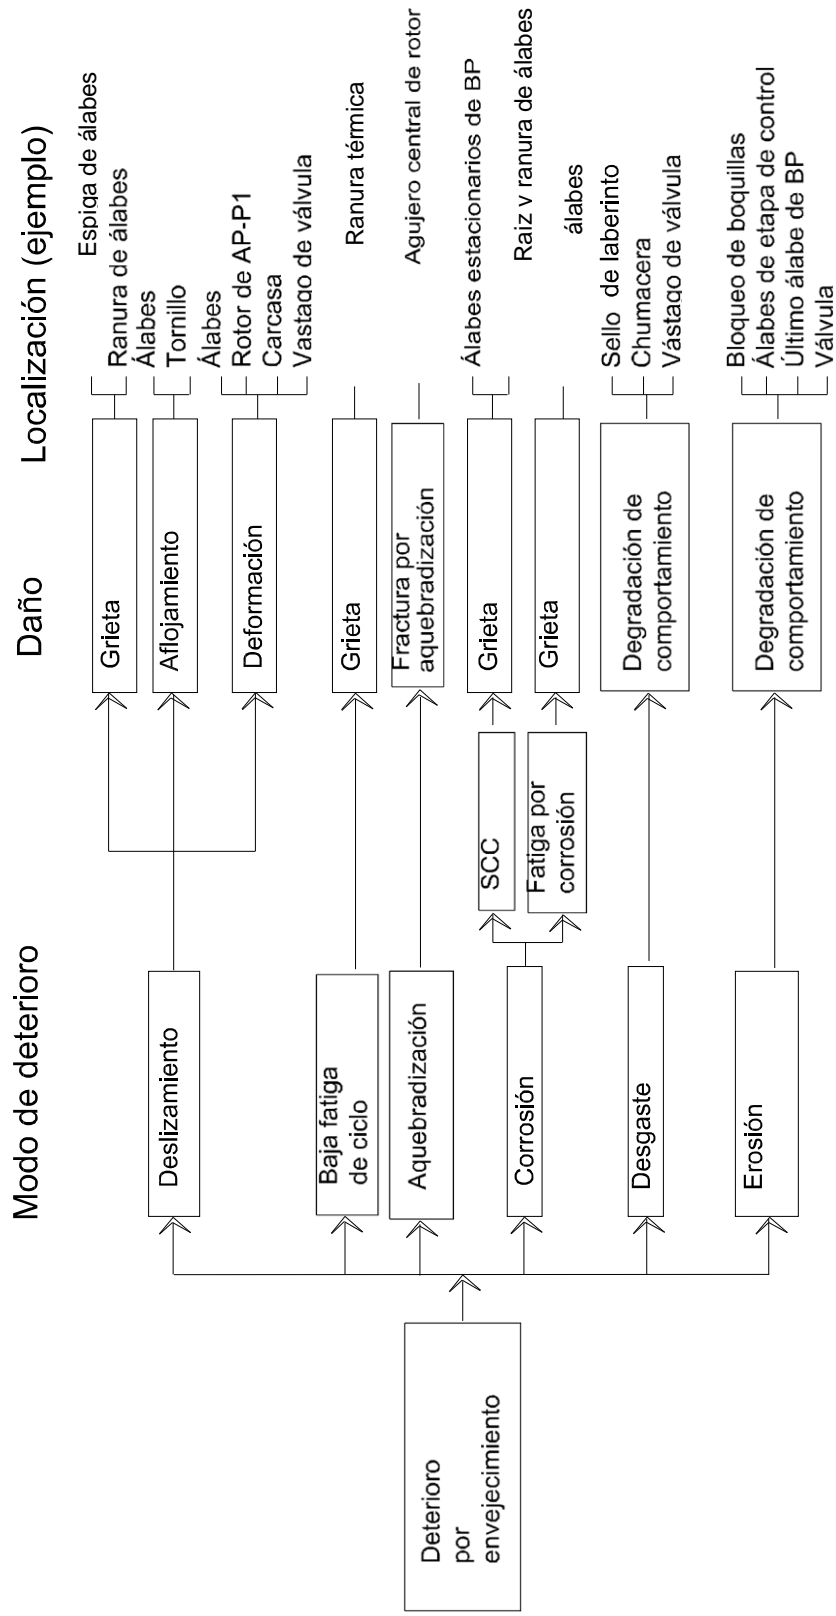 Modo de deterioro
Daño
Localización (ejemplo)
Deterioro
por
envejecimiento
Deslizamiento
Grieta
Espiga de álabes
Ranura de álabes
Aflojamiento
Álabes
Tornillo
Deformación
Álabes
Rotor de AP-P1
Carcasa
Vastago de válvula
Baja fatiga
de ciclo
Grieta
Ranura térmica
Aquebradización
Fractura por
aquebradización
Agujero central de rotor
Corrosión
SCC
Grieta
Álabes estacionarios de BP
Raiz v ranura de álabes
Fatiga por
corrosión
Grieta
álabes
Desgaste
Degradación de
comportamiento
Sello de laberinto
Chumacera
Vástago de válvula
Erosión
Degradación de
comportamiento
Bloqueo de boquillas
Álabes de etapa de control
Último álabe de BP
Válvula